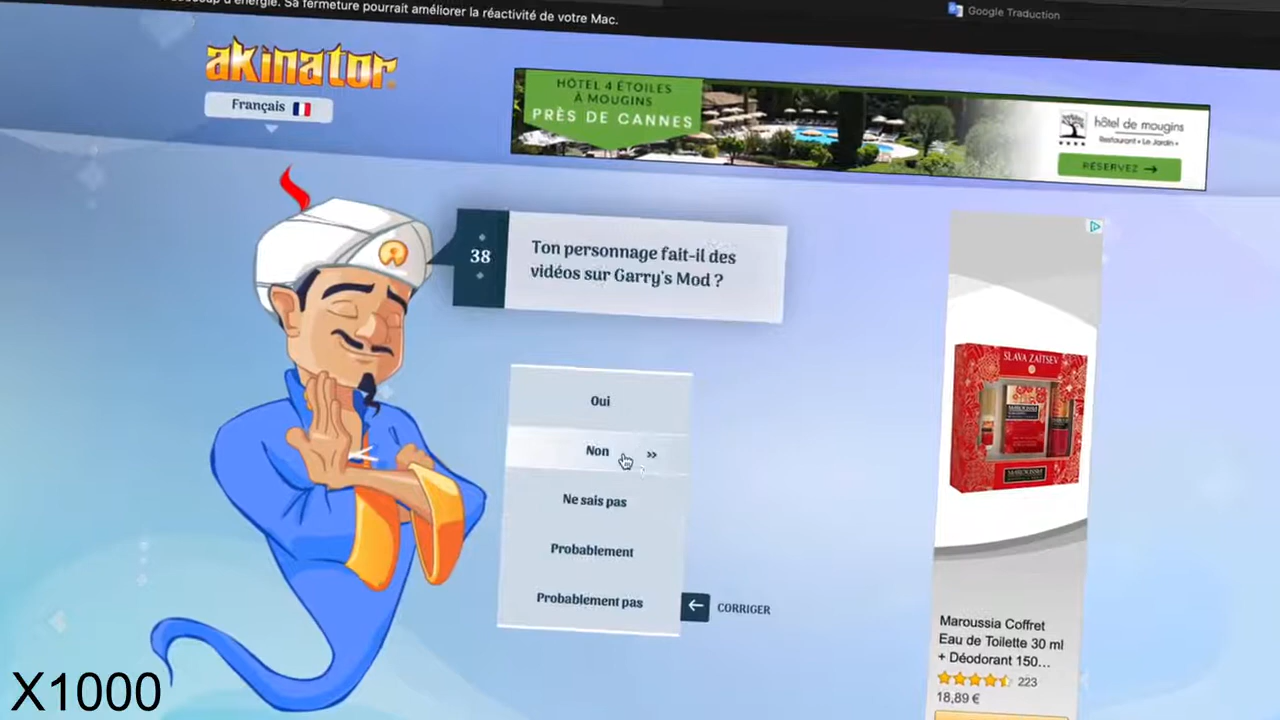 beaucoup d'énergie. Sa fermeture pourrait améliorer la réactivité de votre Mac.
Google Traduction
akinator
Français
HÔTEL 4 ÉTOILES
À MOUGINS
PRÈS DE CANNES
hôtel de mougins
Restaurant • Le Jardin •
RÉSERVEZ →
38
Ton personnage fait-il des
vidéos sur Garry's Mod ?
Oui
Non »
Ne sais pas
Probablement
Probablement pas
← CORRIGER
SLAVA ZAITSEV
MAROUSSIA
Maroussia Coffret
Eau de Toilette 30 ml
+ Déodorant 150...
223
18,89 €
X1000